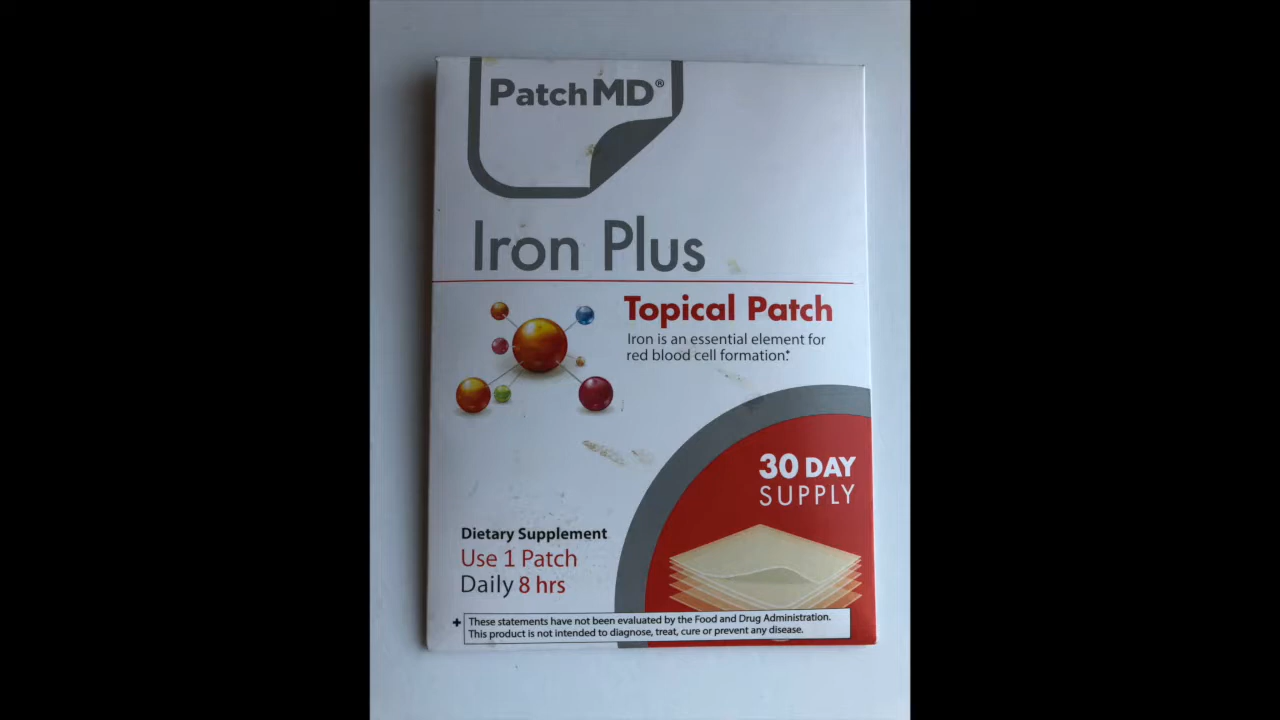 PatchMD®
Iron Plus
Topical Patch
Iron is an essential element for
red blood cell formation.*
30 DAY
SUPPLY
Dietary Supplement
Use 1 Patch
Daily 8 hrs
+ These statements have not been evaluated by the Food and Drug Administration.
This product is not intended to diagnose, treat, cure or prevent any disease.